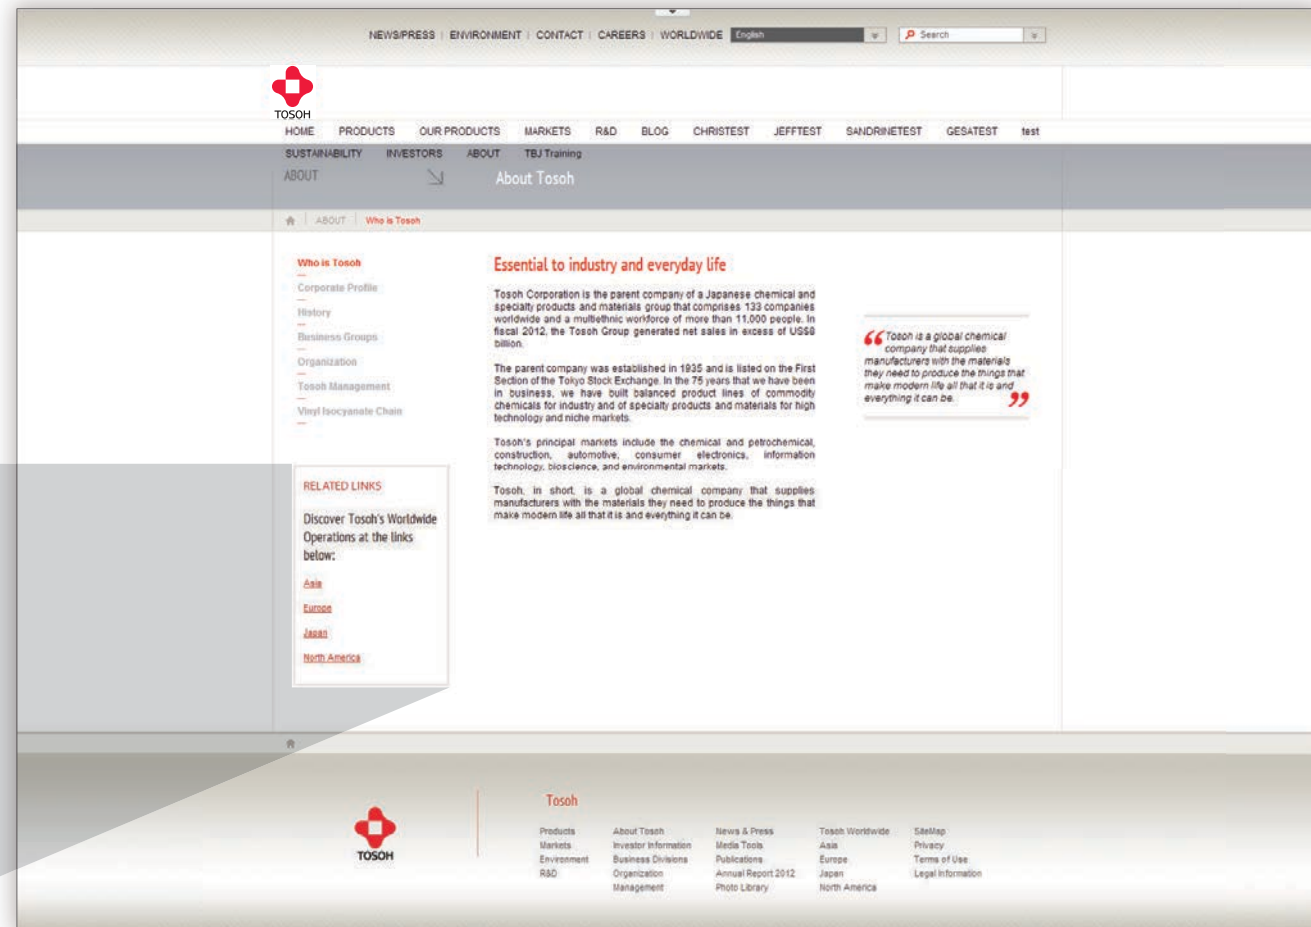 NEWS/PRESS | ENVIRONMENT | CONTACT | CAREERS | WORLDWIDE English Search
TOSOH
HOME PRODUCTS OUR PRODUCTS MARKETS R&D BLOG CHRISTEST JEFFTEST SANDRINETEST GESATEST test
SUSTAINABILITY INVESTORS ABOUT TBJ Training
ABOUT About Tosoh
ABOUT Who is Tosoh
Who is Tosoh
Corporate Profile
History
Business Groups
Organization
Tosoh Management
Vinyl Isocyanate Chain
RELATED LINKS
Discover Tosoh's Worldwide
Operations at the links
below:
Asia
Europe
Japan
North America
Essential to industry and everyday life
Tosoh Corporation is the parent company of a Japanese chemical and
specialty products and materials group that comprises 133 companies
worldwide and a multiethnic workforce of more than 11,000 people. In
fiscal 2012, the Tosoh Group generated net sales in excess of US$8
billion.
The parent company was established in 1935 and is listed on the First
Section of the Tokyo Stock Exchange. In the 75 years that we have been
in business, we have built balanced product lines of commodity
chemicals for industry and of specialty products and materials for high
technology and niche markets.
Tosoh's principal markets include the chemical and petrochemical,
construction, automotive, consumer electronics, information
technology, bioscience, and environmental markets.
Tosoh, in short, is a global chemical company that supplies
manufacturers with the materials they need to produce the things that
make modern life all that it is and everything it can be.
“Tosoh is a global chemical
company that supplies
manufacturers with the materials
they need to produce the things that
make modern life all that it is and
everything it can be. ”
TOSOH
Tosoh
Products About Tosoh News & Press Tosoh Worldwide SiteMap
Markets Investor Information Media Tools Asia Privacy
Environment Business Divisions Publications Europe Terms of Use
R&D Organization Annual Report 2012 Japan Legal Information
Management Photo Library North America